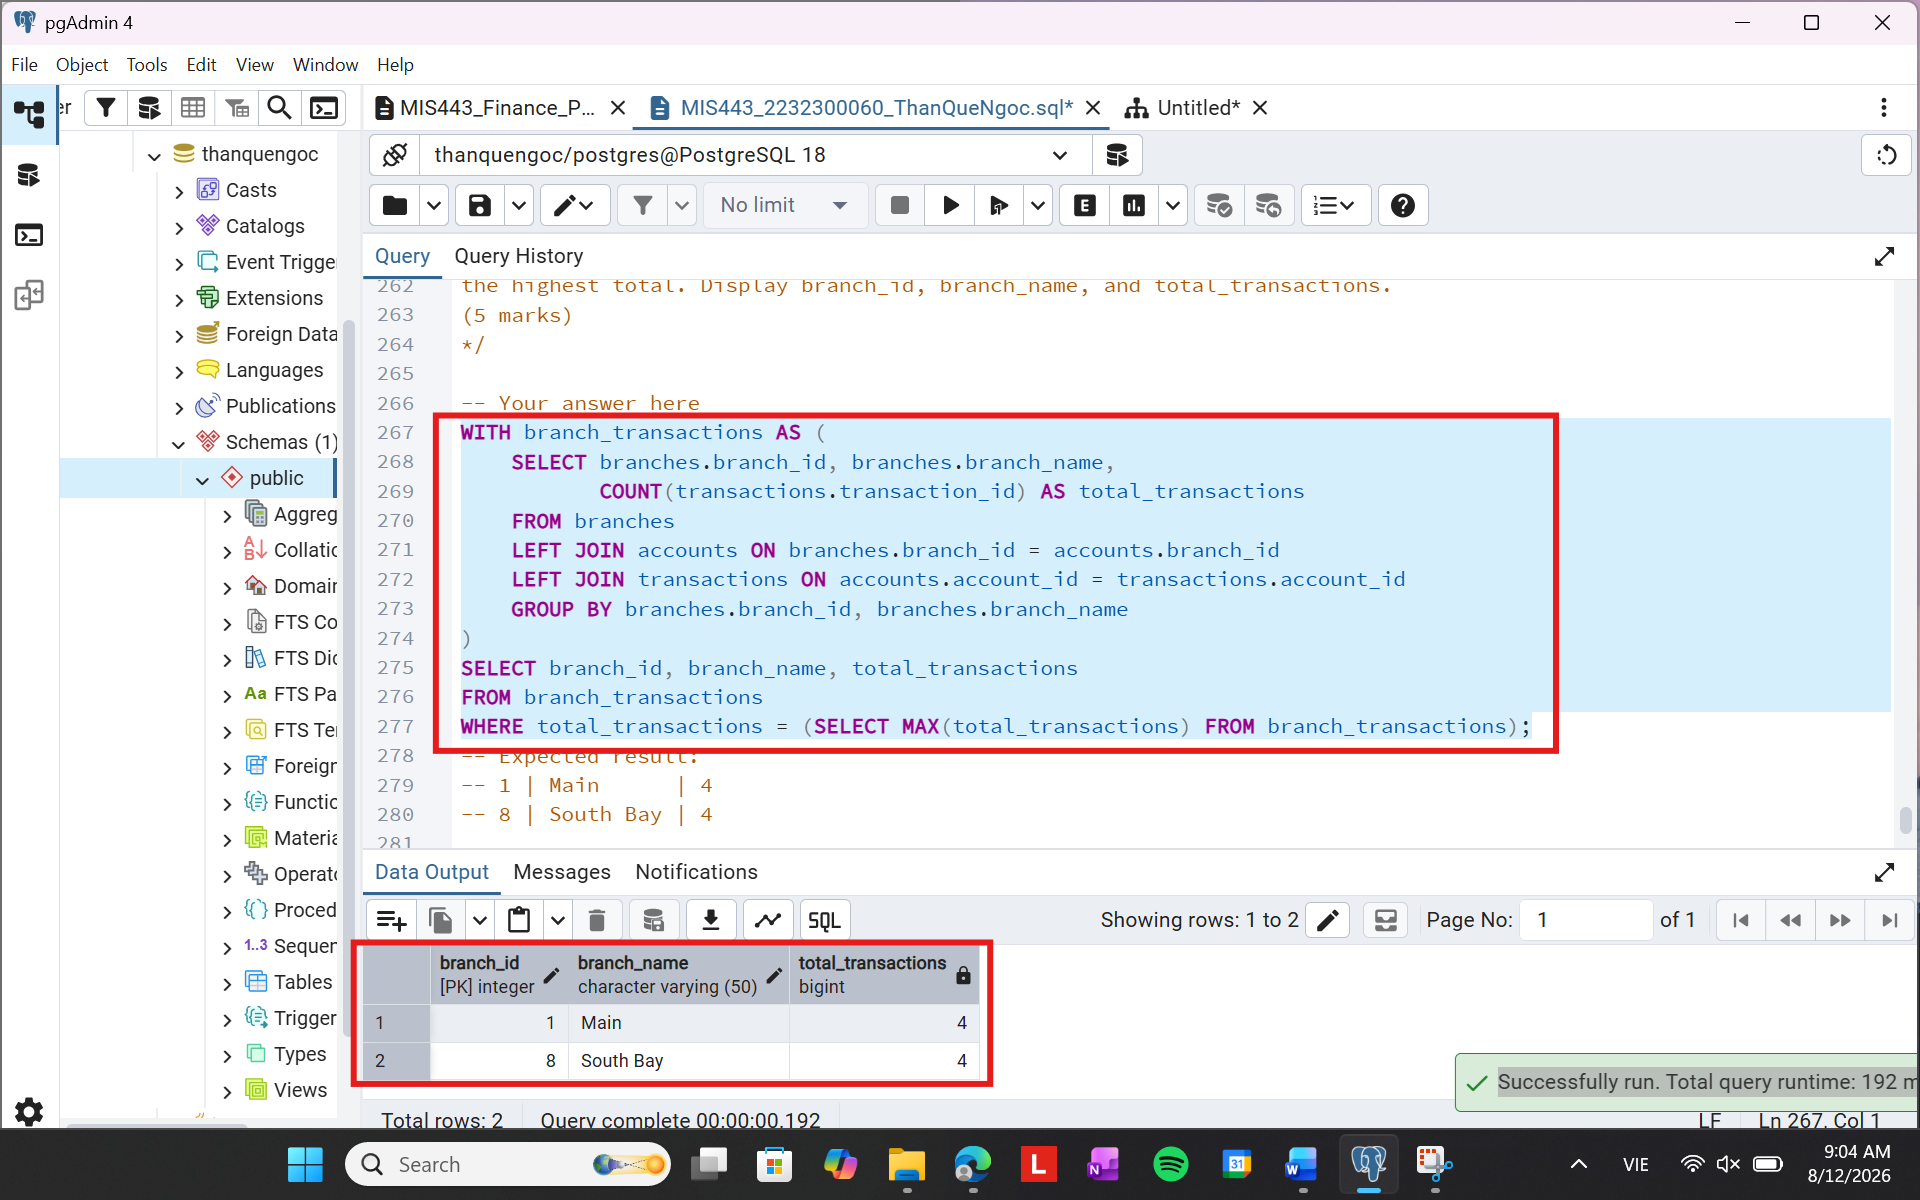 pgAdmin 4
File Object Tools Edit View Window Help
er
MIS443_Finance_P... MIS443_2232300060_ThanQueNgoc.sql* Untitled*
thanquengoc/postgres@PostgreSQL 18
No limit
E
Query Query History
thanquengoc
Casts
Catalogs
Event Trigge
Extensions
Foreign Data
Languages
Publications
Schemas (1)
public
Aggreg
Collatic
Domair
FTS Co
FTS Dic
Aa FTS Pa
FTS Ter
Foreigr
Functic
Materia
Operat
Proced
1..3 Sequer
Tables
Trigger
Types
Views
262 the highest total. Display branch_id, branch_name, and total_transactions.
263 (5 marks)
264 */
265
266 -- Your answer here
267 WITH branch_transactions AS (
268 SELECT branches.branch_id, branches.branch_name,
269 COUNT(transactions.transaction_id) AS total_transactions
270 FROM branches
271 LEFT JOIN accounts ON branches.branch_id = accounts.branch_id
272 LEFT JOIN transactions ON accounts.account_id = transactions.account_id
273 GROUP BY branches.branch_id, branches.branch_name
274 )
275 SELECT branch_id, branch_name, total_transactions
276 FROM branch_transactions
277 WHERE total_transactions = (SELECT MAX(total_transactions) FROM branch_transactions);
278 -- Expected result:
279 -- 1 | Main | 4
280 -- 8 | South Bay | 4
281
Data Output Messages Notifications
SQL Showing rows: 1 to 2 Page No: 1 of 1
branch_id branch_name total_transactions
[PK] integer character varying (50) bigint
1 1 Main 4
2 8 South Bay 4
Successfully run. Total query runtime: 192 m
Total rows: 2 Query complete 00:00:00.192 LF Ln 267, Col 1
Search
L
N
31
W
VIE
9:04 AM
8/12/2026